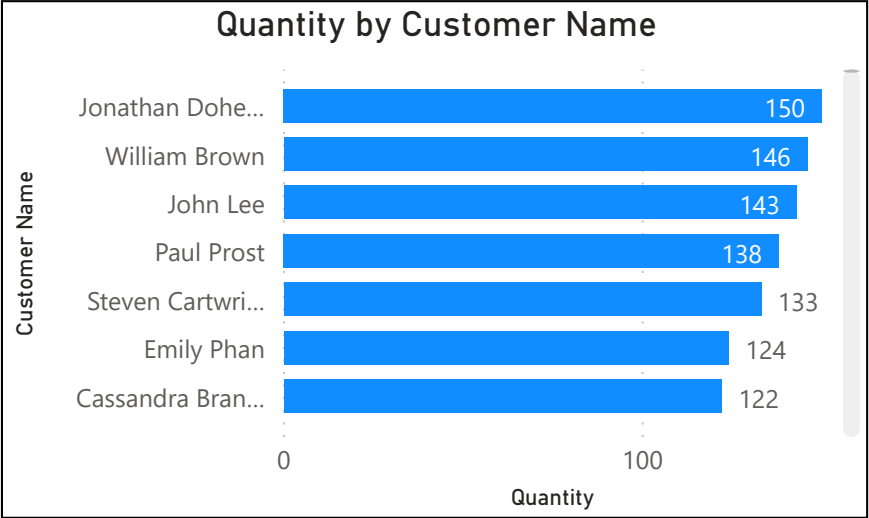 Quantity by Customer Name
Customer Name
Jonathan Dohe... 150
William Brown 146
John Lee 143
Paul Prost 138
Steven Cartwri... 133
Emily Phan 124
Cassandra Bran... 122
0 100
Quantity